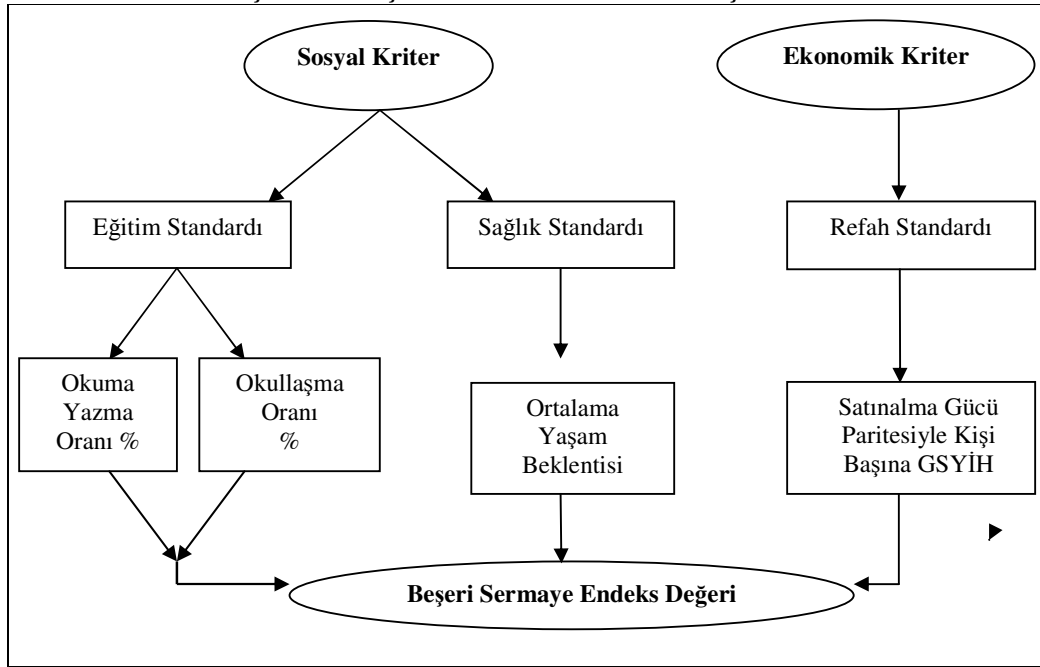 Sosyal Kriter
Ekonomik Kriter
Eğitim Standardı
Sağlık Standardı
Refah Standardı
Okuma
Yazma
Oranı %
Okullaşma
Oranı
%
Ortalama
Yaşam
Beklentisi
Satınalma Gücü
Paritesiyle Kişi
Başına GSYİH
Beşeri Sermaye Endeks Değeri